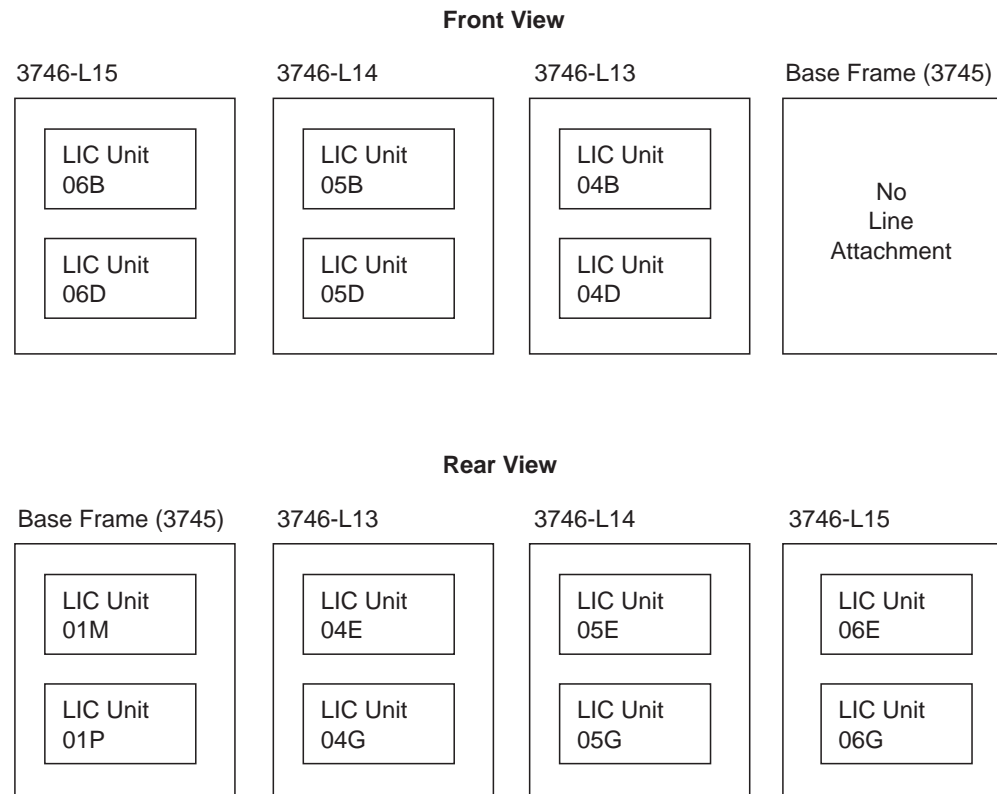 Front View
3746-L15
3746-L14
3746-L13
Base Frame (3745)
LIC Unit
06B
LIC Unit
05B
LIC Unit
04B
No
Line
Attachment
LIC Unit
06D
LIC Unit
05D
LIC Unit
04D
Rear View
Base Frame (3745)
3746-L13
3746-L14
3746-L15
LIC Unit
01M
LIC Unit
04E
LIC Unit
05E
LIC Unit
06E
LIC Unit
01P
LIC Unit
04G
LIC Unit
05G
LIC Unit
06G